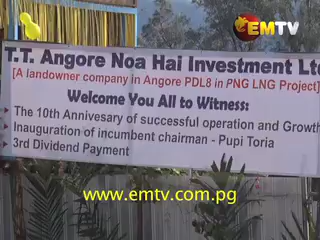 EMTV
T.T. Angore Noa Hai Investment Ltd
[A landowner company in Angore PDL8 in PNG LNG Project]
Welcome You All to Witness:
The 10th Annivesary of successful operation and Growth
Inauguration of incumbent chairman - Pupi Toria
3rd Dividend Payment
www.emtv.com.pg